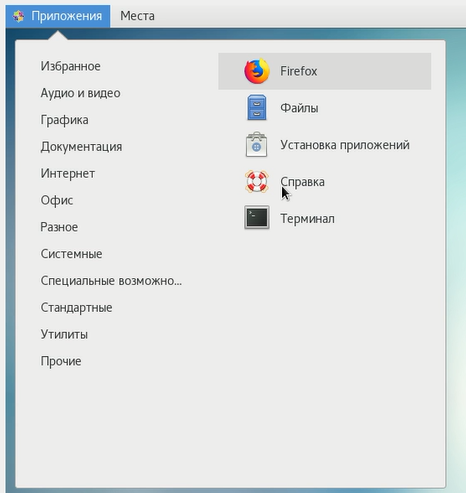 Приложения Места
Избранное
Аудио и видео
Графика
Документация
Интернет
Офис
Разное
Системные
Специальные возможно...
Стандартные
Утилиты
Прочие
Firefox
Файлы
Установка приложений
Справка
Терминал